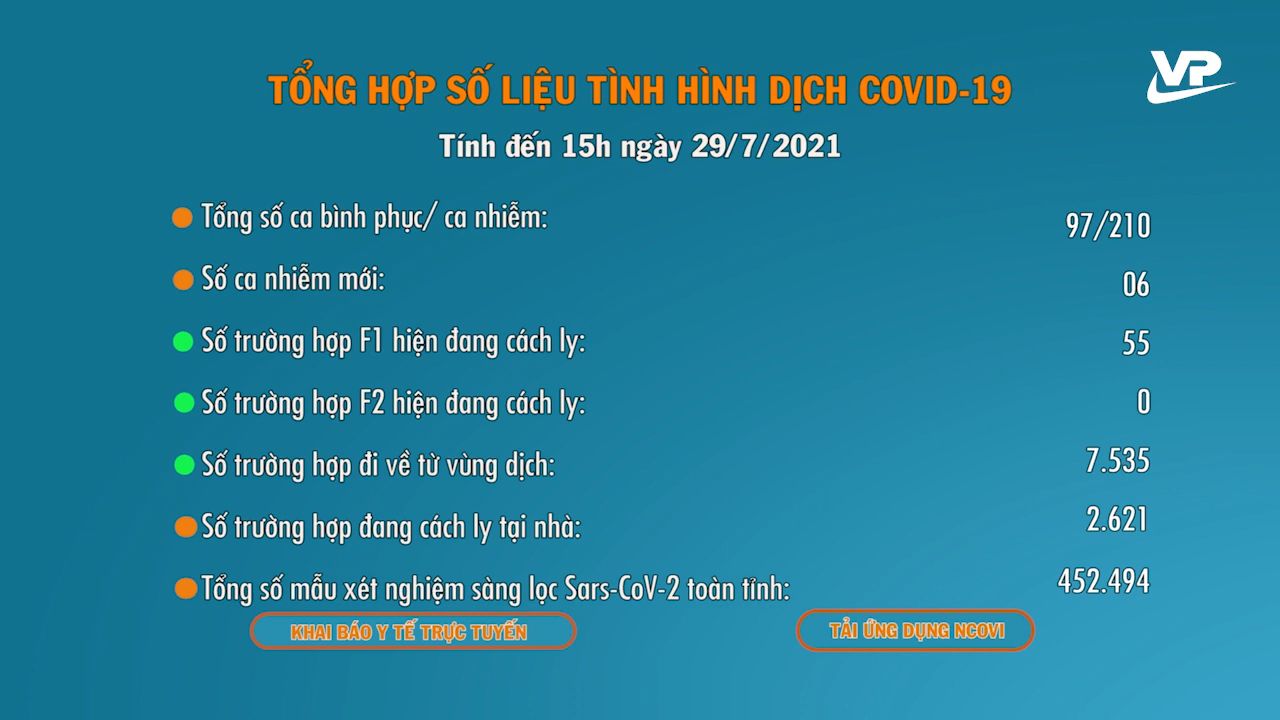 VP
TỔNG HỢP SỐ LIỆU TÌNH HÌNH DỊCH COVID-19
Tính đến 15h ngày 29/7/2021
Tổng số ca bình phục/ ca nhiễm: 97/210
Số ca nhiễm mới: 06
Số trường hợp F1 hiện đang cách ly: 55
Số trường hợp F2 hiện đang cách ly: 0
Số trường hợp đi về từ vùng dịch: 7.535
Số trường hợp đang cách ly tại nhà: 2.621
Tổng số mẫu xét nghiệm sàng lọc Sars-CoV-2 toàn tỉnh: 452.494
KHAI BÁO Y TẾ TRỰC TUYẾN
TẢI ỨNG DỤNG NCOVI